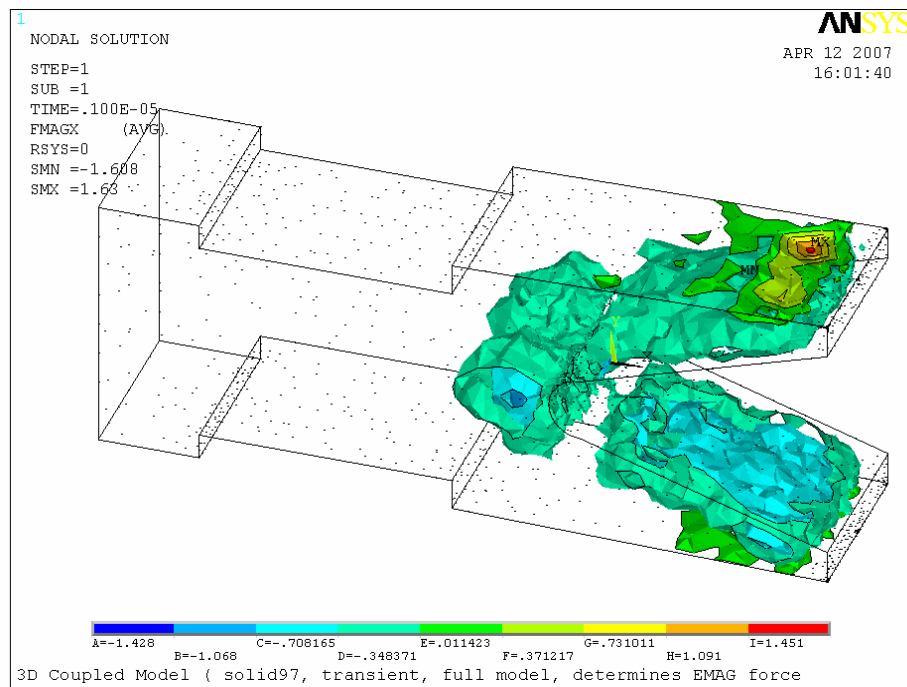 1
ANSYS
NODAL SOLUTION
APR 12 2007
16:01:40
STEP=1
SUB =1
TIME=.100E-05
FMAGX (AVG)
RSYS=0
SMN =-1.608
SMX =1.63
MX
MN
Y
X
A=-1.428
B=-1.068
C=-.708165
D=-.348371
E=.011423
F=.371217
G=.731011
H=1.091
I=1.451
3D Coupled Model ( solid97, transient, full model, determines EMAG force